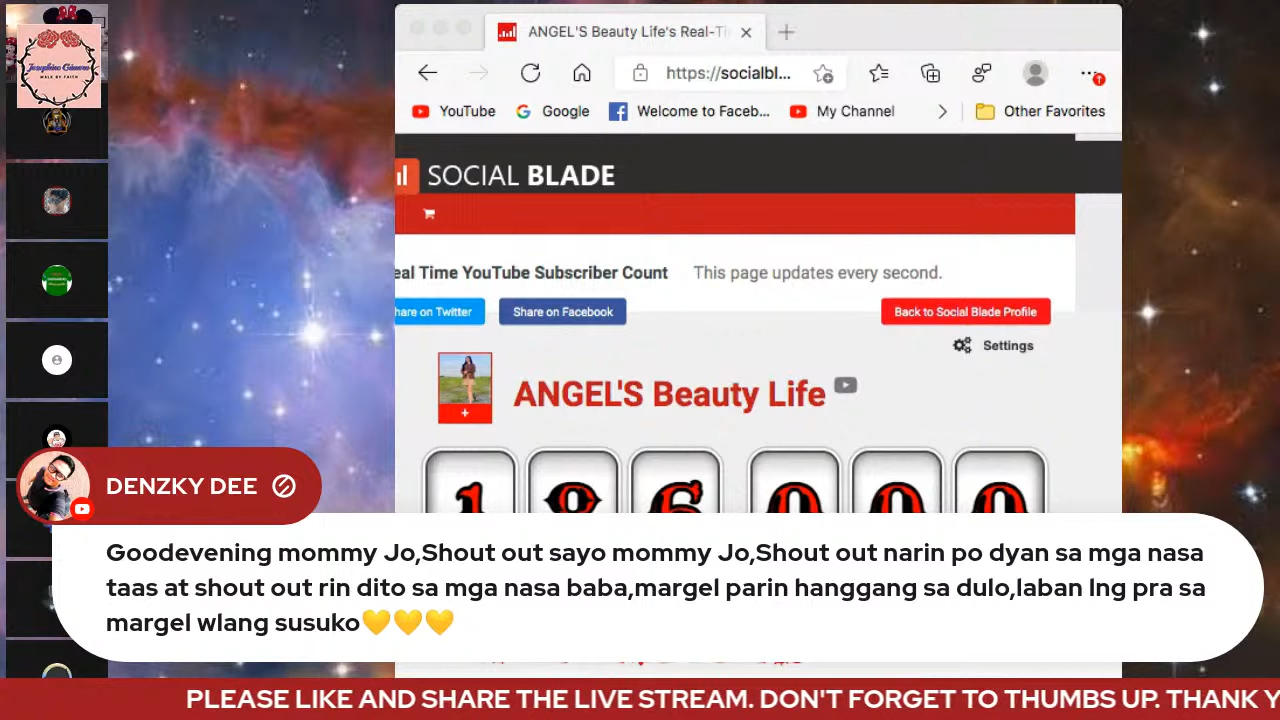 ANGEL'S Beauty Life's Real-Ti
https://socialbl...
YouTube
Google
Welcome to Faceb...
My Channel
Other Favorites
SOCIAL BLADE
eal Time YouTube Subscriber Count
This page updates every second.
hare on Twitter
Share on Facebook
Back to Social Blade Profile
Settings
ANGEL'S Beauty Life
DENZKY DEE
Goodevening mommy Jo,Shout out sayo mommy Jo,Shout out narin po dyan sa mga nasa
taas at shout out rin dito sa mga nasa baba,margel parin hanggang sa dulo,laban lng pra sa
margel wlang susuko💛💛💛
PLEASE LIKE AND SHARE THE LIVE STREAM. DON'T FORGET TO THUMBS UP. THANK Y
WALK BY FAITH